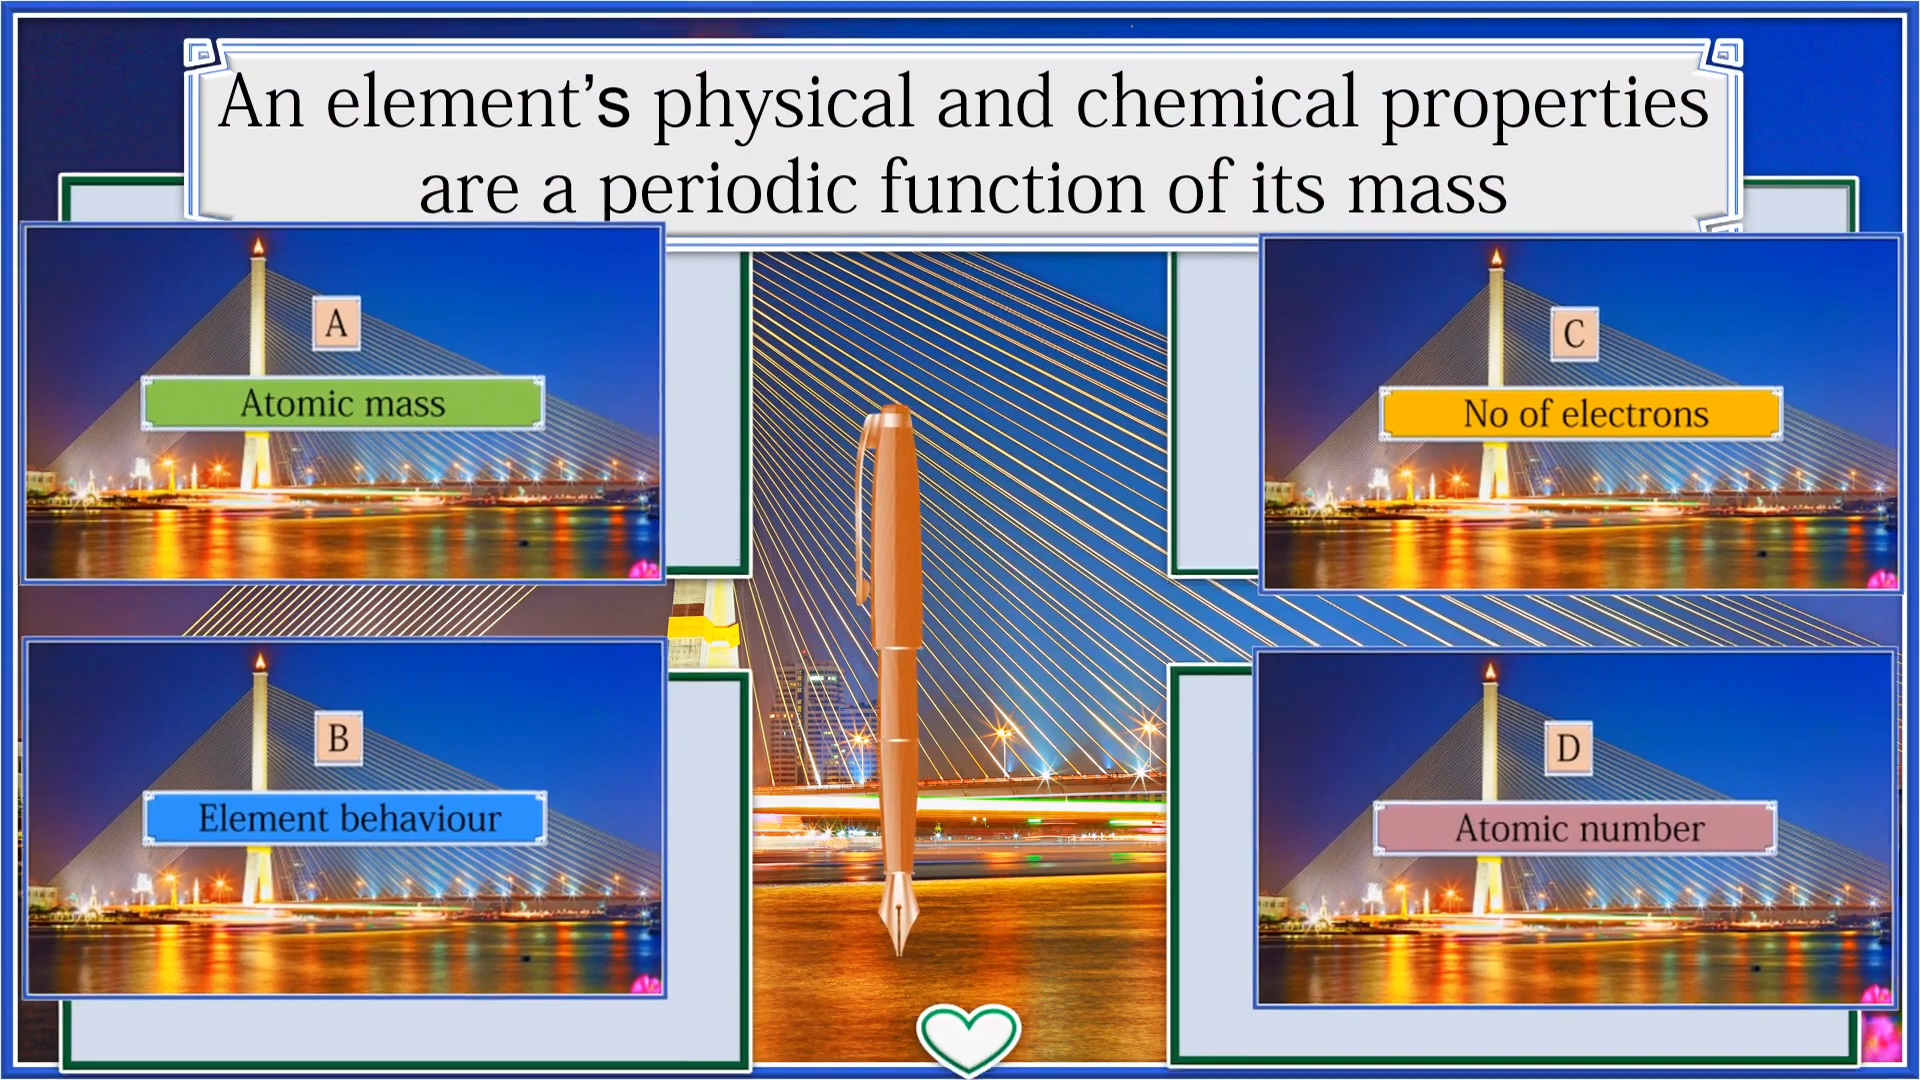 An element’s physical and chemical properties
are a periodic function of its mass
A
Atomic mass
C
No of electrons
B
Element behaviour
D
Atomic number